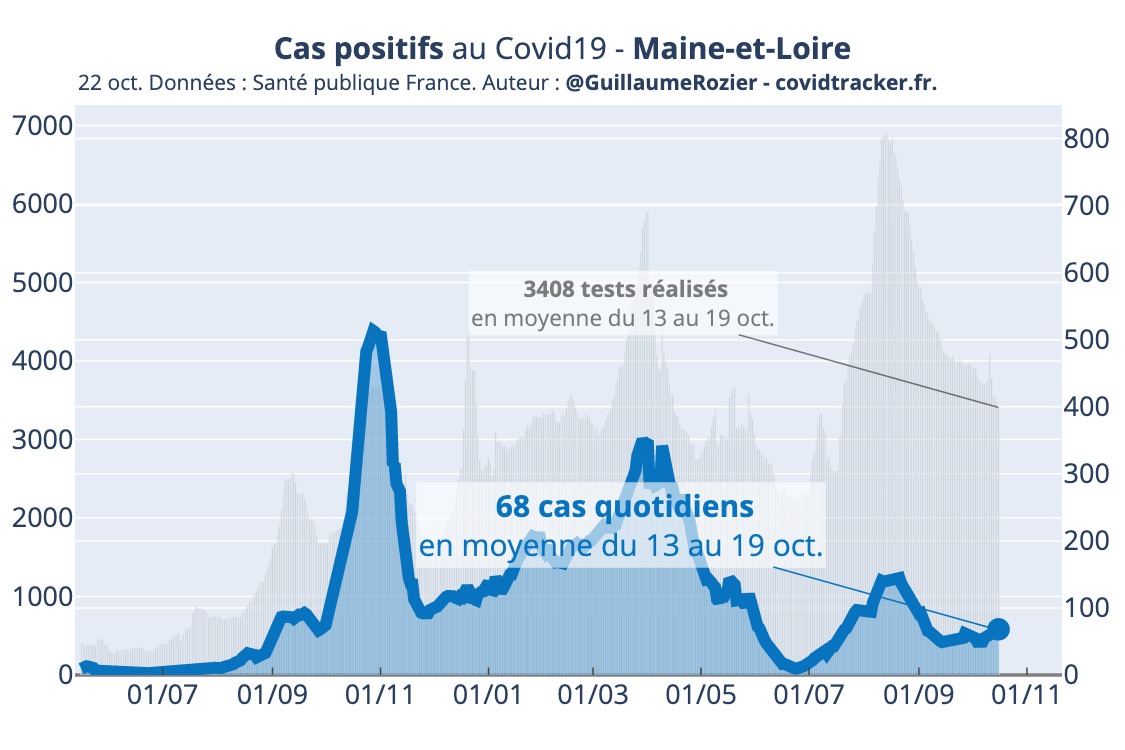 Cas positifs au Covid19 - Maine-et-Loire
22 oct. Données : Santé publique France. Auteur : @GuillaumeRozier - covidtracker.fr.
7000
6000
5000
4000
3000
2000
1000
0
800
700
600
500
400
300
200
100
0
3408 tests réalisés
en moyenne du 13 au 19 oct.
68 cas quotidiens
en moyenne du 13 au 19 oct.
01/07 01/09 01/11 01/01 01/03 01/05 01/07 01/09 01/11